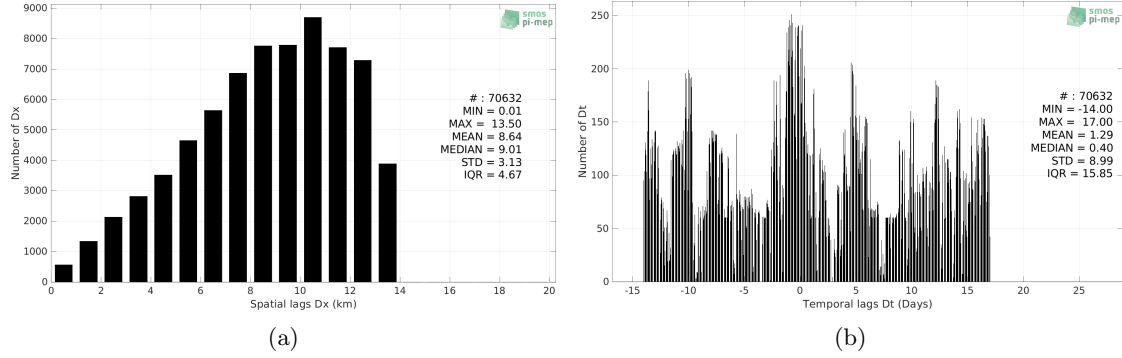 9000
8000
7000
6000
5000
4000
3000
2000
1000
0
Number of Dx
0 2 4 6 8 10 12 14 16 18 20
Spatial lags Dx (km)
smos
pi-mep
# : 70632
MIN = 0.01
MAX = 13.50
MEAN = 8.64
MEDIAN = 9.01
STD = 3.13
IQR = 4.67
(a)
250
200
150
100
50
0
Number of Dt
-15 -10 -5 0 5 10 15 20 25
Temporal lags Dt (Days)
smos
pi-mep
# : 70632
MIN = -14.00
MAX = 17.00
MEAN = 1.29
MEDIAN = 0.40
STD = 8.99
IQR = 15.85
(b)